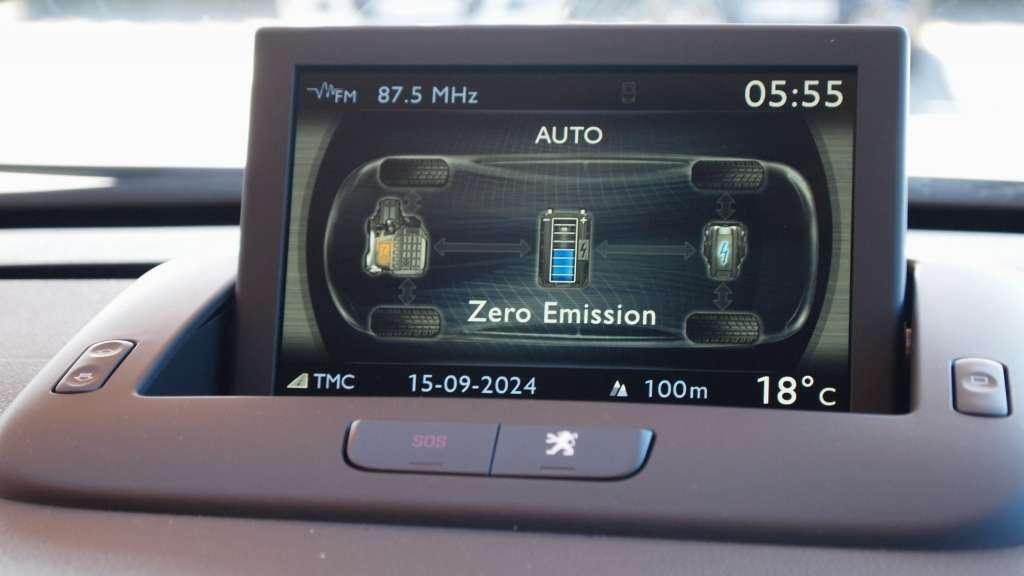 FM 87.5 MHz 05:55
AUTO
Zero Emission
TMC 15-09-2024 100m 18°C
SOS